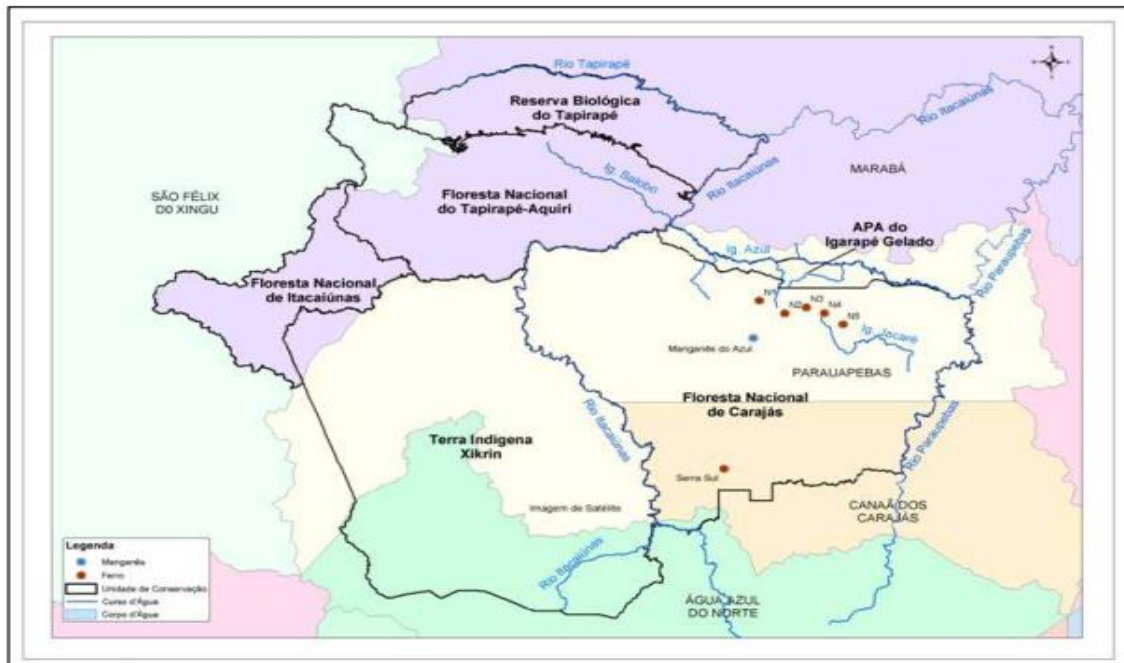 Rio Tapirapé
Reserva Biológica
do Tapirapé
Rio Itacaiúnas
Rio Itacaiúnas
MARABÁ
Ig. Salobo
SÃO FÉLIX
D0 XINGU
Floresta Nacional
do Tapirapé-Aquiri
APA do
Igarapé Gelado
Ig. Azul
Rio Parauapebas
Floresta Nacional
de Itacaiúnas
N1
N2
N3
N4
N5
Ig. Jacaré
Manganês do Azul
PARAUAPEBAS
Floresta Nacional
de Carajás
Rio Itacaiúnas
Rio Parauapebas
Terra Indígena
Xikrin
Serra Sul
Imagem de Satélite
CANAÃ DOS
CARAJÁS
Rio Itacaiúnas
ÁGUA AZUL
DO NORTE
Legenda
Manganês
Ferro
Unidade de Conservação
Curso d'Água
Corpo d'Água